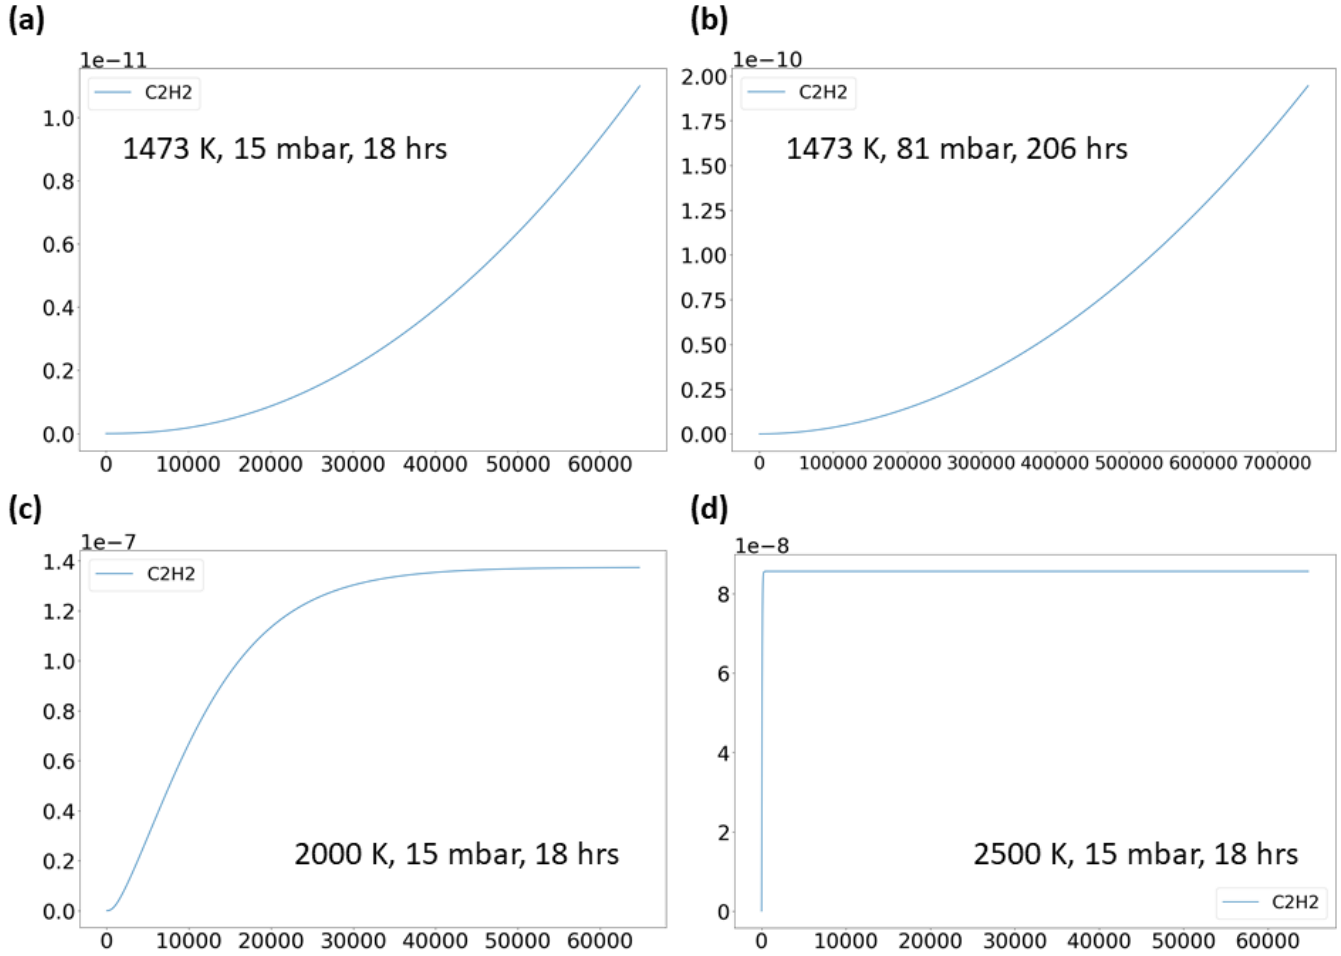 (a)
1e−11
C2H2
1473 K, 15 mbar, 18 hrs
1.0
0.8
0.6
0.4
0.2
0.0
0 10000 20000 30000 40000 50000 60000
(b)
1e−10
2.00
C2H2
1.75
1473 K, 81 mbar, 206 hrs
1.50
1.25
1.00
0.75
0.50
0.25
0.00
0 100000 200000 300000 400000 500000 600000 700000
(c)
1e−7
1.4
C2H2
1.2
1.0
0.8
0.6
0.4
0.2
2000 K, 15 mbar, 18 hrs
0.0
0 10000 20000 30000 40000 50000 60000
(d)
1e−8
8
6
4
2
2500 K, 15 mbar, 18 hrs
C2H2
0
0 10000 20000 30000 40000 50000 60000